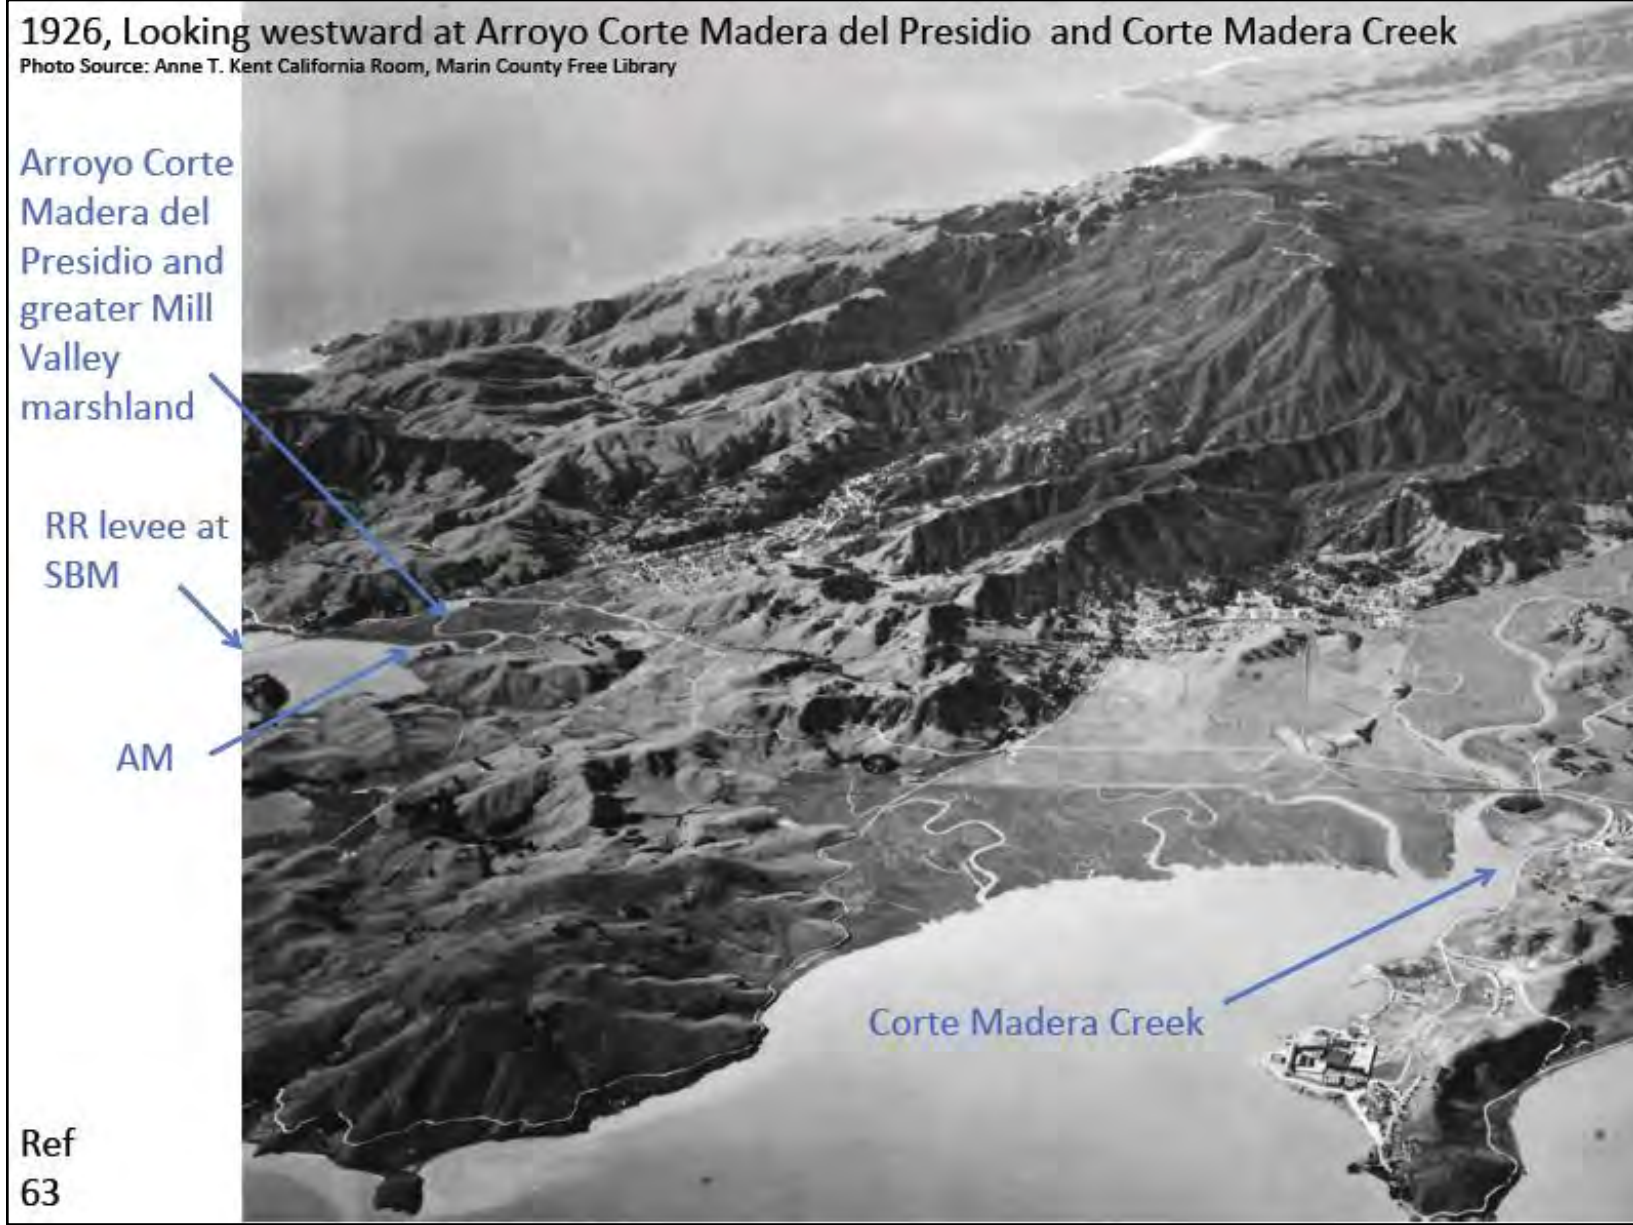 1926, Looking westward at Arroyo Corte Madera del Presidio and Corte Madera Creek
Photo Source: Anne T. Kent California Room, Marin County Free Library
Arroyo Corte
Madera del
Presidio and
greater Mill
Valley
marshland
RR levee at
SBM
AM
Corte Madera Creek
Ref
63